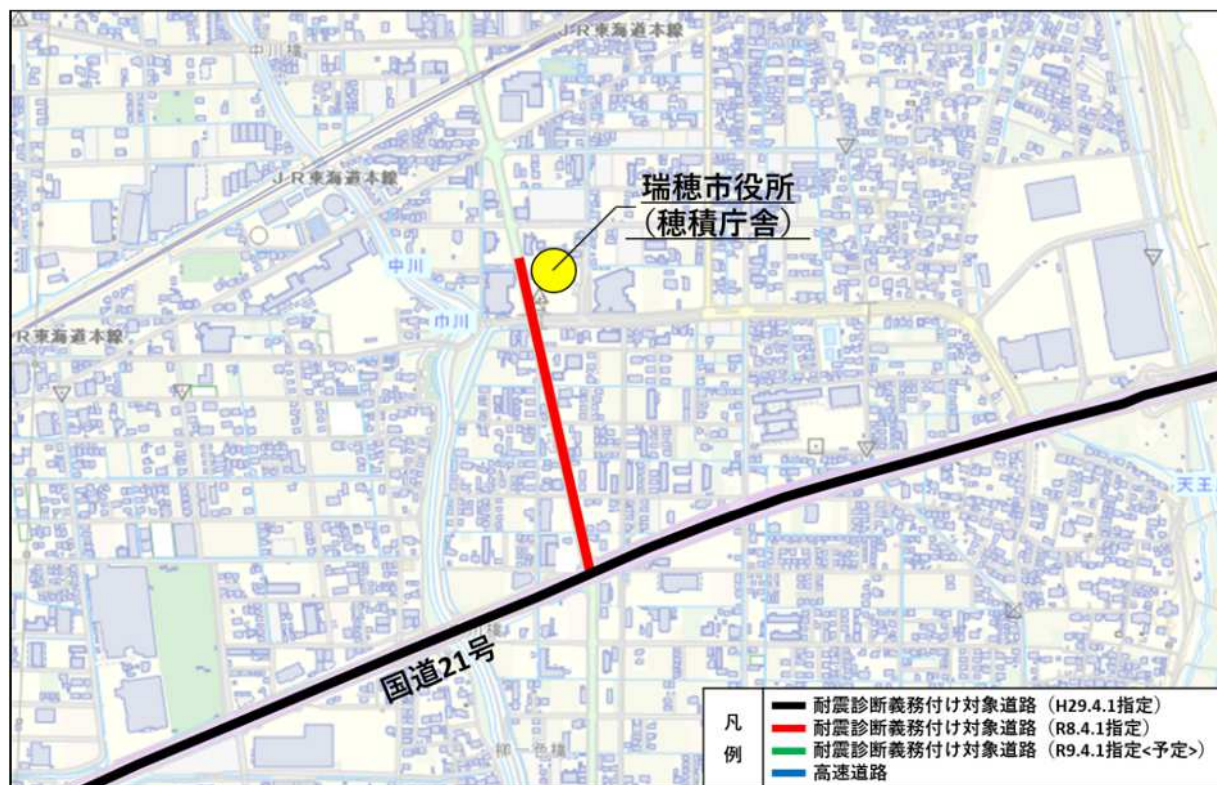 JR東海道本線
中川橋
JR東海道本線
瑞穂市役所
(穂積庁舎)
中川
中川
R東海道本線
天王
国道21号
柳一色橋
凡例
耐震診断義務付け対象道路（H29.4.1指定）
耐震診断義務付け対象道路（R8.4.1指定）
耐震診断義務付け対象道路（R9.4.1指定<予定>）
高速道路